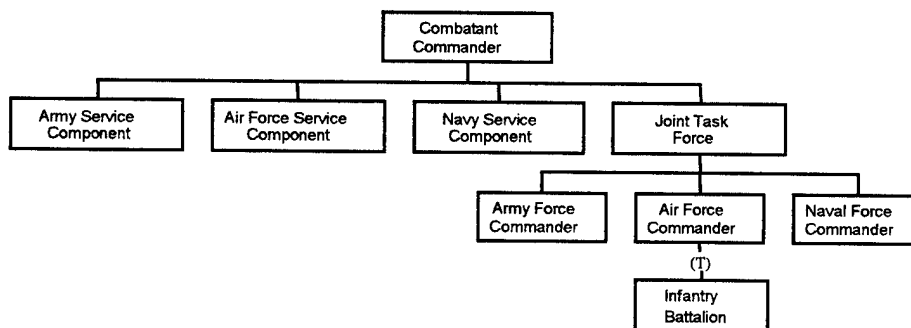 Combatant
Commander
Army Service
Component
Air Force Service
Component
Navy Service
Component
Joint Task
Force
Army Force
Commander
Air Force
Commander
Naval Force
Commander
(T)
Infantry
Battalion